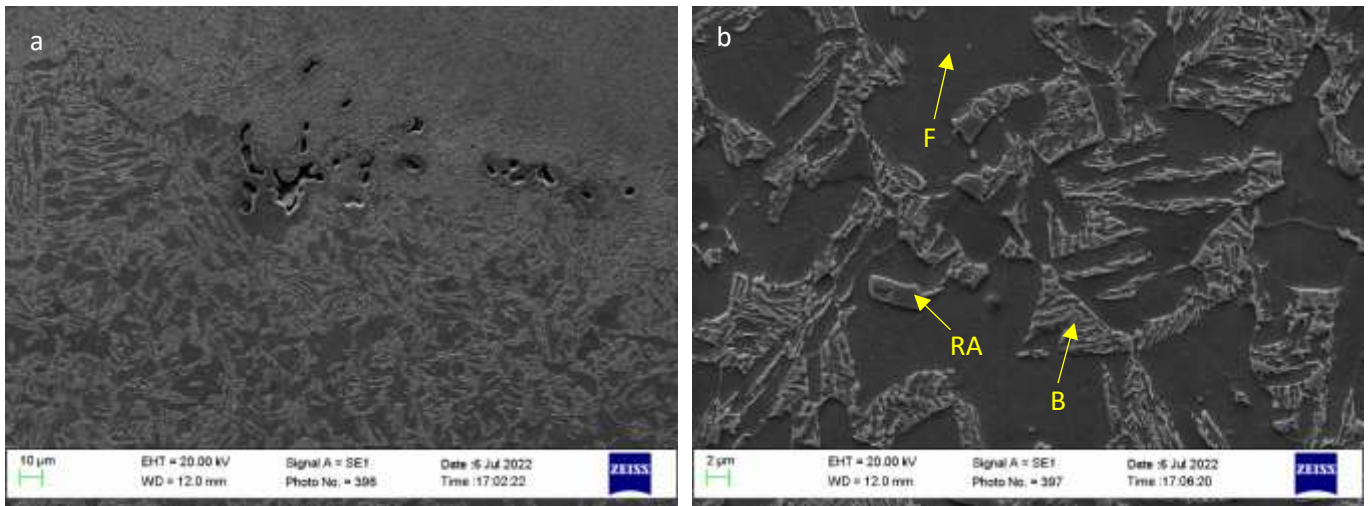 a
10 µm
EHT = 20.00 kV
WD = 12.0 mm
Signal A = SE1
Photo No. = 396
Date :6 Jul 2022
Time :17:02:22
ZEISS
b
F
RA
B
2 µm
EHT = 20.00 kV
WD = 12.0 mm
Signal A = SE1
Photo No. = 397
Date :6 Jul 2022
Time :17:06:20
ZEISS